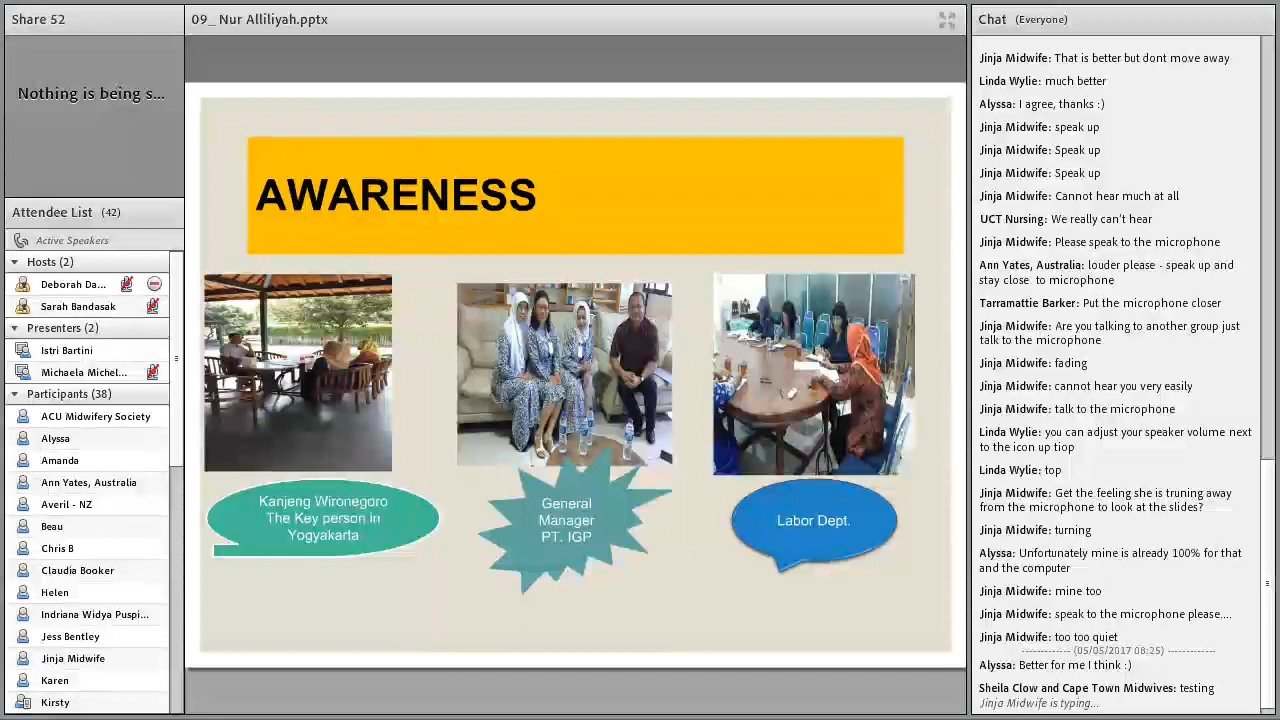 Share 52
Nothing is being s...
Attendee List (42)
Active Speakers
Hosts (2)
Deborah Da...
Sarah Bandasak
Presenters (2)
Istri Bartini
Michaela Michel...
Participants (38)
ACU Midwifery Society
Alyssa
Amanda
Ann Yates, Australia
Averil - NZ
Beau
Chris B
Claudia Booker
Helen
Indriana Widya Puspi...
Jess Bentley
Jinja Midwife
Karen
Kirsty
09_ Nur Alliliyah.pptx
AWARENESS
Kanjeng Wironegoro
The Key person in
Yogyakarta
General
Manager
PT. IGP
Labor Dept.
Chat (Everyone)
Jinja Midwife: That is better but dont move away
Linda Wylie: much better
Alyssa: I agree, thanks :)
Jinja Midwife: speak up
Jinja Midwife: Speak up
Jinja Midwife: Speak up
Jinja Midwife: Cannot hear much at all
UCT Nursing: We really can't hear
Jinja Midwife: Please speak to the microphone
Ann Yates, Australia: louder please - speak up and
stay close to microphone
Tarramattie Barker: Put the microphone closer
Jinja Midwife: Are you talking to another group just
talk to the microphone
Jinja Midwife: fading
Jinja Midwife: cannot hear you very easily
Jinja Midwife: talk to the microphone
Linda Wylie: you can adjust your speaker volume next
to the icon up tiop
Linda Wylie: top
Jinja Midwife: Get the feeling she is truning away
from the microphone to look at the slides?
Jinja Midwife: turning
Alyssa: Unfortunately mine is already 100% for that
and the computer
Jinja Midwife: mine too
Jinja Midwife: speak to the microphone please....
Jinja Midwife: too too quiet
------------- (05/05/2017 08:25) -------------
Alyssa: Better for me I think :)
Sheila Clow and Cape Town Midwives: testing
Jinja Midwife is typing...